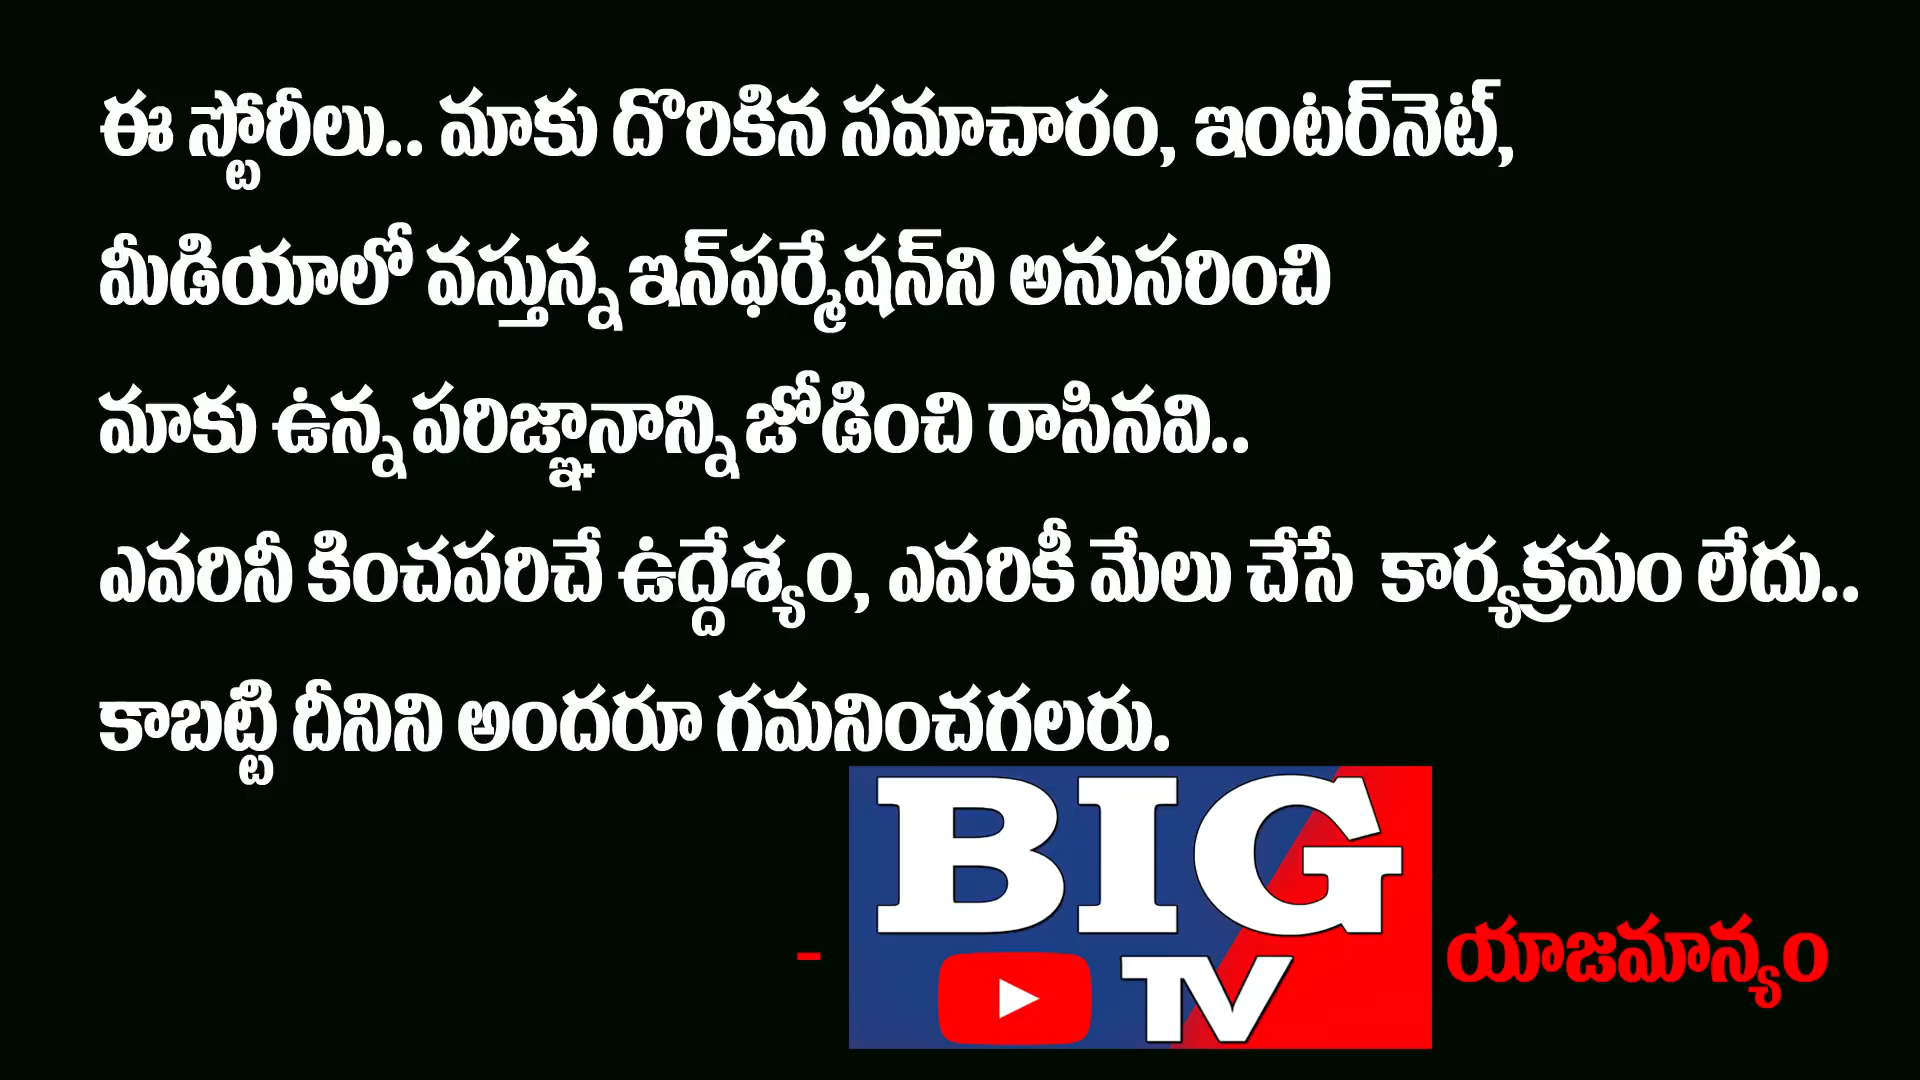 ఈ స్టోరీలు.. మాకు దొరికిన సమాచారం, ఇంటర్‌నెట్,
మీడియాలో వస్తున్న ఇన్‌ఫర్మేషన్‌ని అనుసరించి
మాకు ఉన్న పరిజ్ఞానాన్ని జోడించి రాసినవి..
ఎవరినీ కించపరిచే ఉద్దేశ్యం, ఎవరికీ మేలు చేసే కార్యక్రమం లేదు..
కాబట్టి దీనిని అందరూ గమనించగలరు.
BIG
TV
- యాజమాన్యం